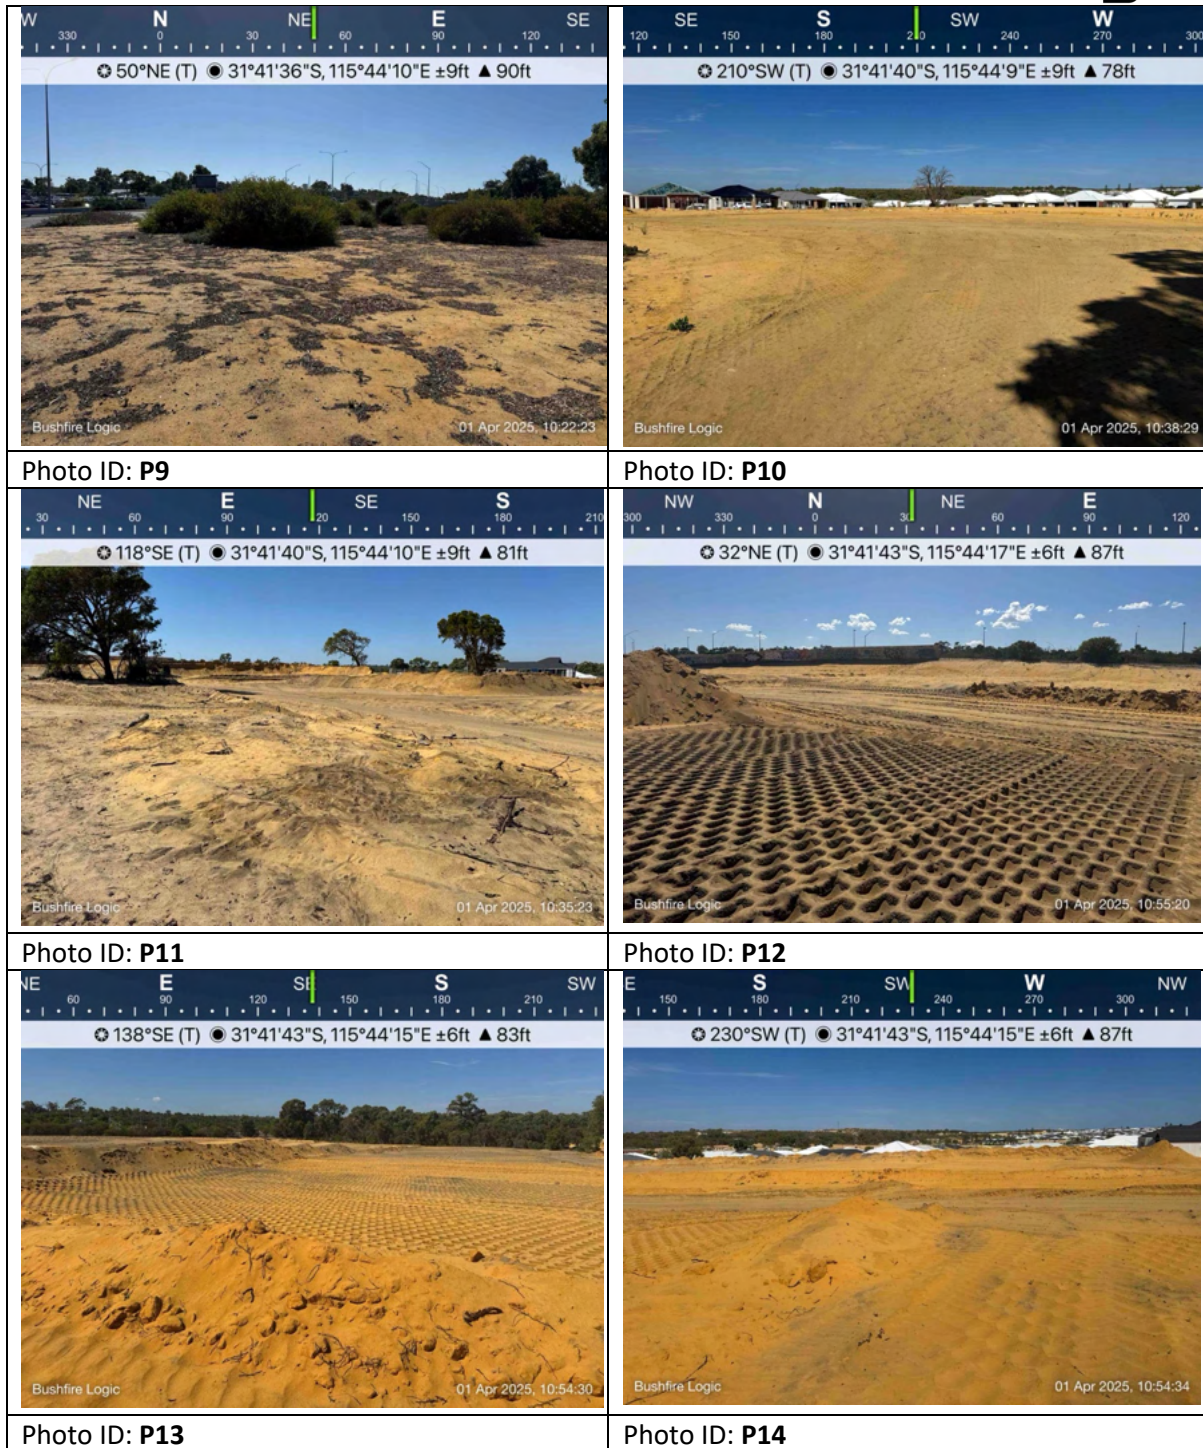 W N NE E SE
330 0 30 60 90 120
50°NE (T) 31°41'36"S, 115°44'10"E ±9ft ▲ 90ft
Bushfire Logic 01 Apr 2025, 10:22:23
Photo ID: P9
SE S SW W
120 150 180 210 240 270 300
210°SW (T) 31°41'40"S, 115°44'9"E ±9ft ▲ 78ft
Bushfire Logic 01 Apr 2025, 10:38:29
Photo ID: P10
NE E SE S
30 60 90 120 150 180 210
118°SE (T) 31°41'40"S, 115°44'10"E ±9ft ▲ 81ft
Bushfire Logic 01 Apr 2025, 10:35:23
Photo ID: P11
NW N NE E
300 330 0 30 60 90 120
32°NE (T) 31°41'43"S, 115°44'17"E ±6ft ▲ 87ft
Bushfire Logic 01 Apr 2025, 10:55:20
Photo ID: P12
NE E SE S SW
60 90 120 150 180 210
138°SE (T) 31°41'43"S, 115°44'15"E ±6ft ▲ 83ft
Bushfire Logic 01 Apr 2025, 10:54:30
Photo ID: P13
E S SW W NW
150 180 210 240 270 300
230°SW (T) 31°41'43"S, 115°44'15"E ±6ft ▲ 87ft
Bushfire Logic 01 Apr 2025, 10:54:34
Photo ID: P14